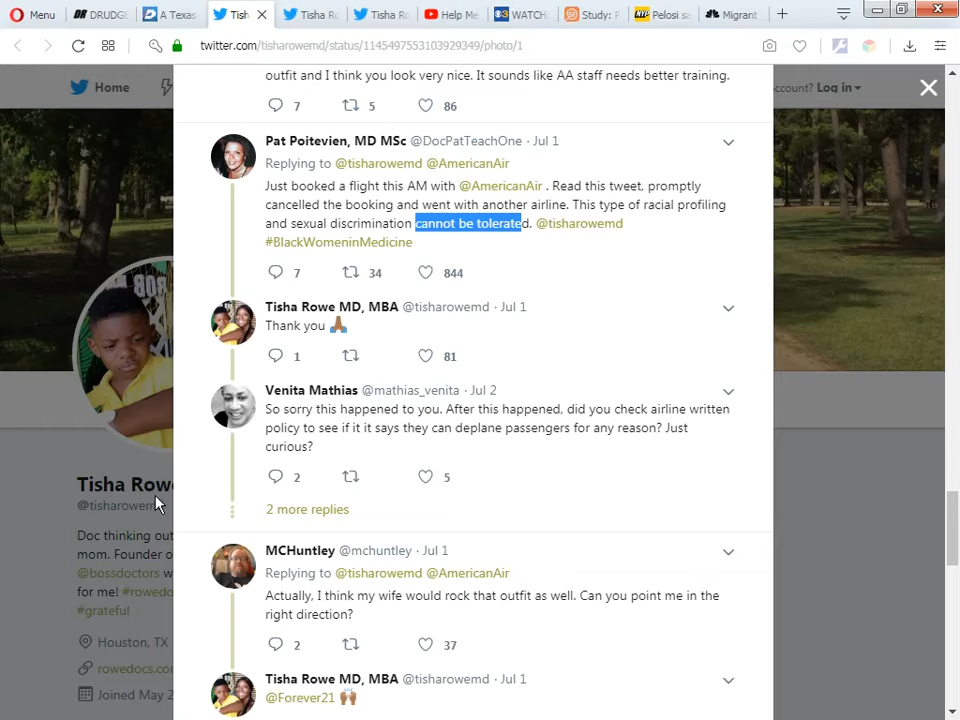 Menu
DRUDG
A Texas
Tish
Tisha Ro
Tisha Ro
Help Me
WATCH:
Study: F
Pelosi sa
Migrant
twitter.com/tisharowemd/status/1145497553103929349/photo/1
Home
account? Log in
outfit and I think you look very nice. It sounds like AA staff needs better training.
7 5 86
Pat Poitevien, MD MSc @DocPatTeachOne · Jul 1
Replying to @tisharowemd @AmericanAir
Just booked a flight this AM with @AmericanAir . Read this tweet, promptly
cancelled the booking and went with another airline. This type of racial profiling
and sexual discrimination cannot be tolerated. @tisharowemd
#BlackWomeninMedicine
7 34 844
Tisha Rowe MD, MBA @tisharowemd · Jul 1
Thank you 🙏🏾
1 81
Venita Mathias @mathias_venita · Jul 2
So sorry this happened to you. After this happened, did you check airline written
policy to see if it it says they can deplane passengers for any reason? Just
curious?
2 5
2 more replies
MCHuntley @mchuntley · Jul 1
Replying to @tisharowemd @AmericanAir
Actually, I think my wife would rock that outfit as well. Can you point me in the
right direction?
2 37
Tisha Rowe MD, MBA @tisharowemd · Jul 1
@Forever21 🙌🏾
Tisha Rowe
@tisharowem
Doc thinking out
mom. Founder o
@bossdoctors w
for me! #rowedo
#grateful
Houston, TX
rowedocs.co
Joined May 2